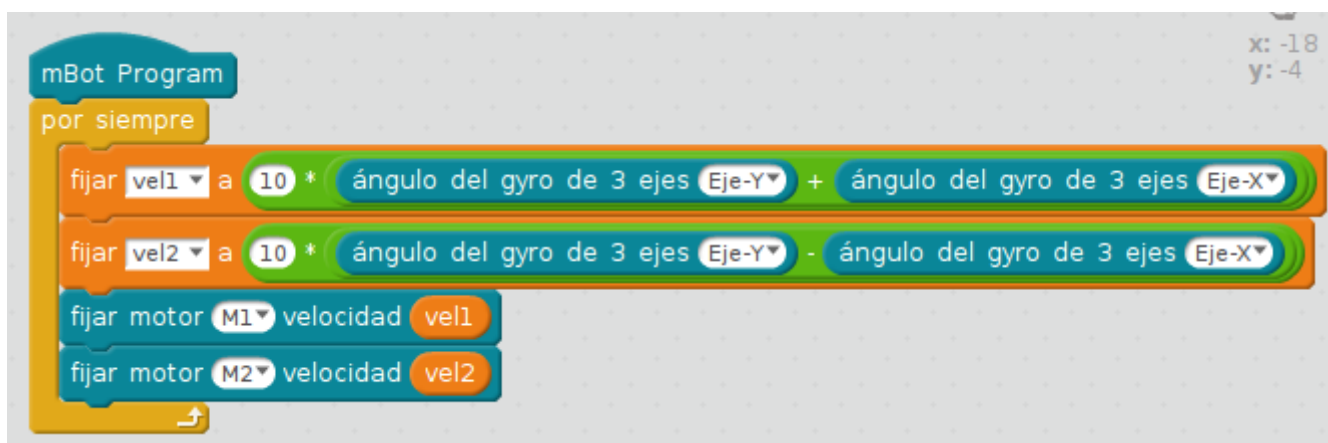 x: -18
y: -4
mBot Program
por siempre
fijar vel1 a 10 * ángulo del gyro de 3 ejes Eje-Y + ángulo del gyro de 3 ejes Eje-X
fijar vel2 a 10 * ángulo del gyro de 3 ejes Eje-Y - ángulo del gyro de 3 ejes Eje-X
fijar motor M1 velocidad vel1
fijar motor M2 velocidad vel2